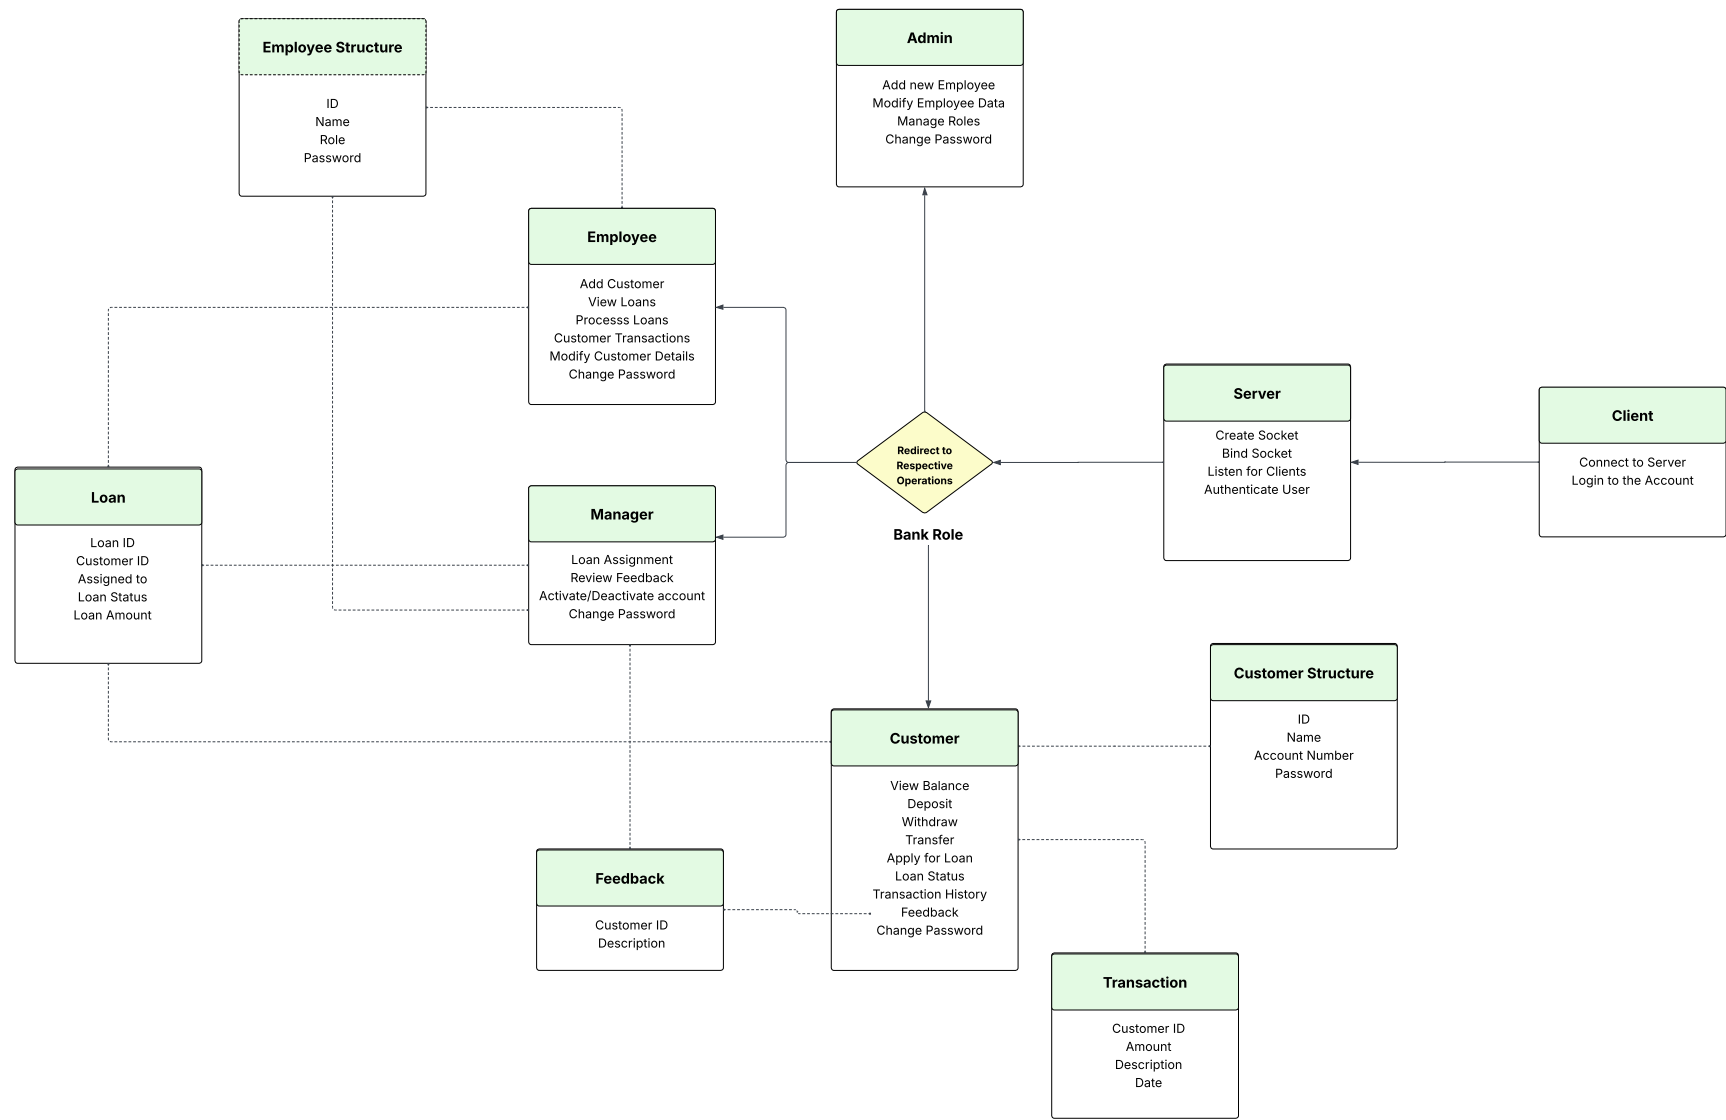 Employee Structure
ID
Name
Role
Password
Admin
Add new Employee
Modify Employee Data
Manage Roles
Change Password
Employee
Add Customer
View Loans
Processs Loans
Customer Transactions
Modify Customer Details
Change Password
Server
Create Socket
Bind Socket
Listen for Clients
Authenticate User
Client
Connect to Server
Login to the Account
Redirect to
Respective
Operations
Bank Role
Loan
Loan ID
Customer ID
Assigned to
Loan Status
Loan Amount
Manager
Loan Assignment
Review Feedback
Activate/Deactivate account
Change Password
Customer Structure
ID
Name
Account Number
Password
Customer
View Balance
Deposit
Withdraw
Transfer
Apply for Loan
Loan Status
Transaction History
Feedback
Change Password
Feedback
Customer ID
Description
Transaction
Customer ID
Amount
Description
Date